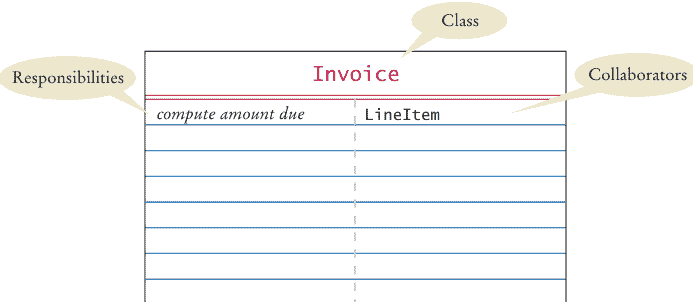 Class
Invoice
Responsibilities
Collaborators
compute amount due
LineItem